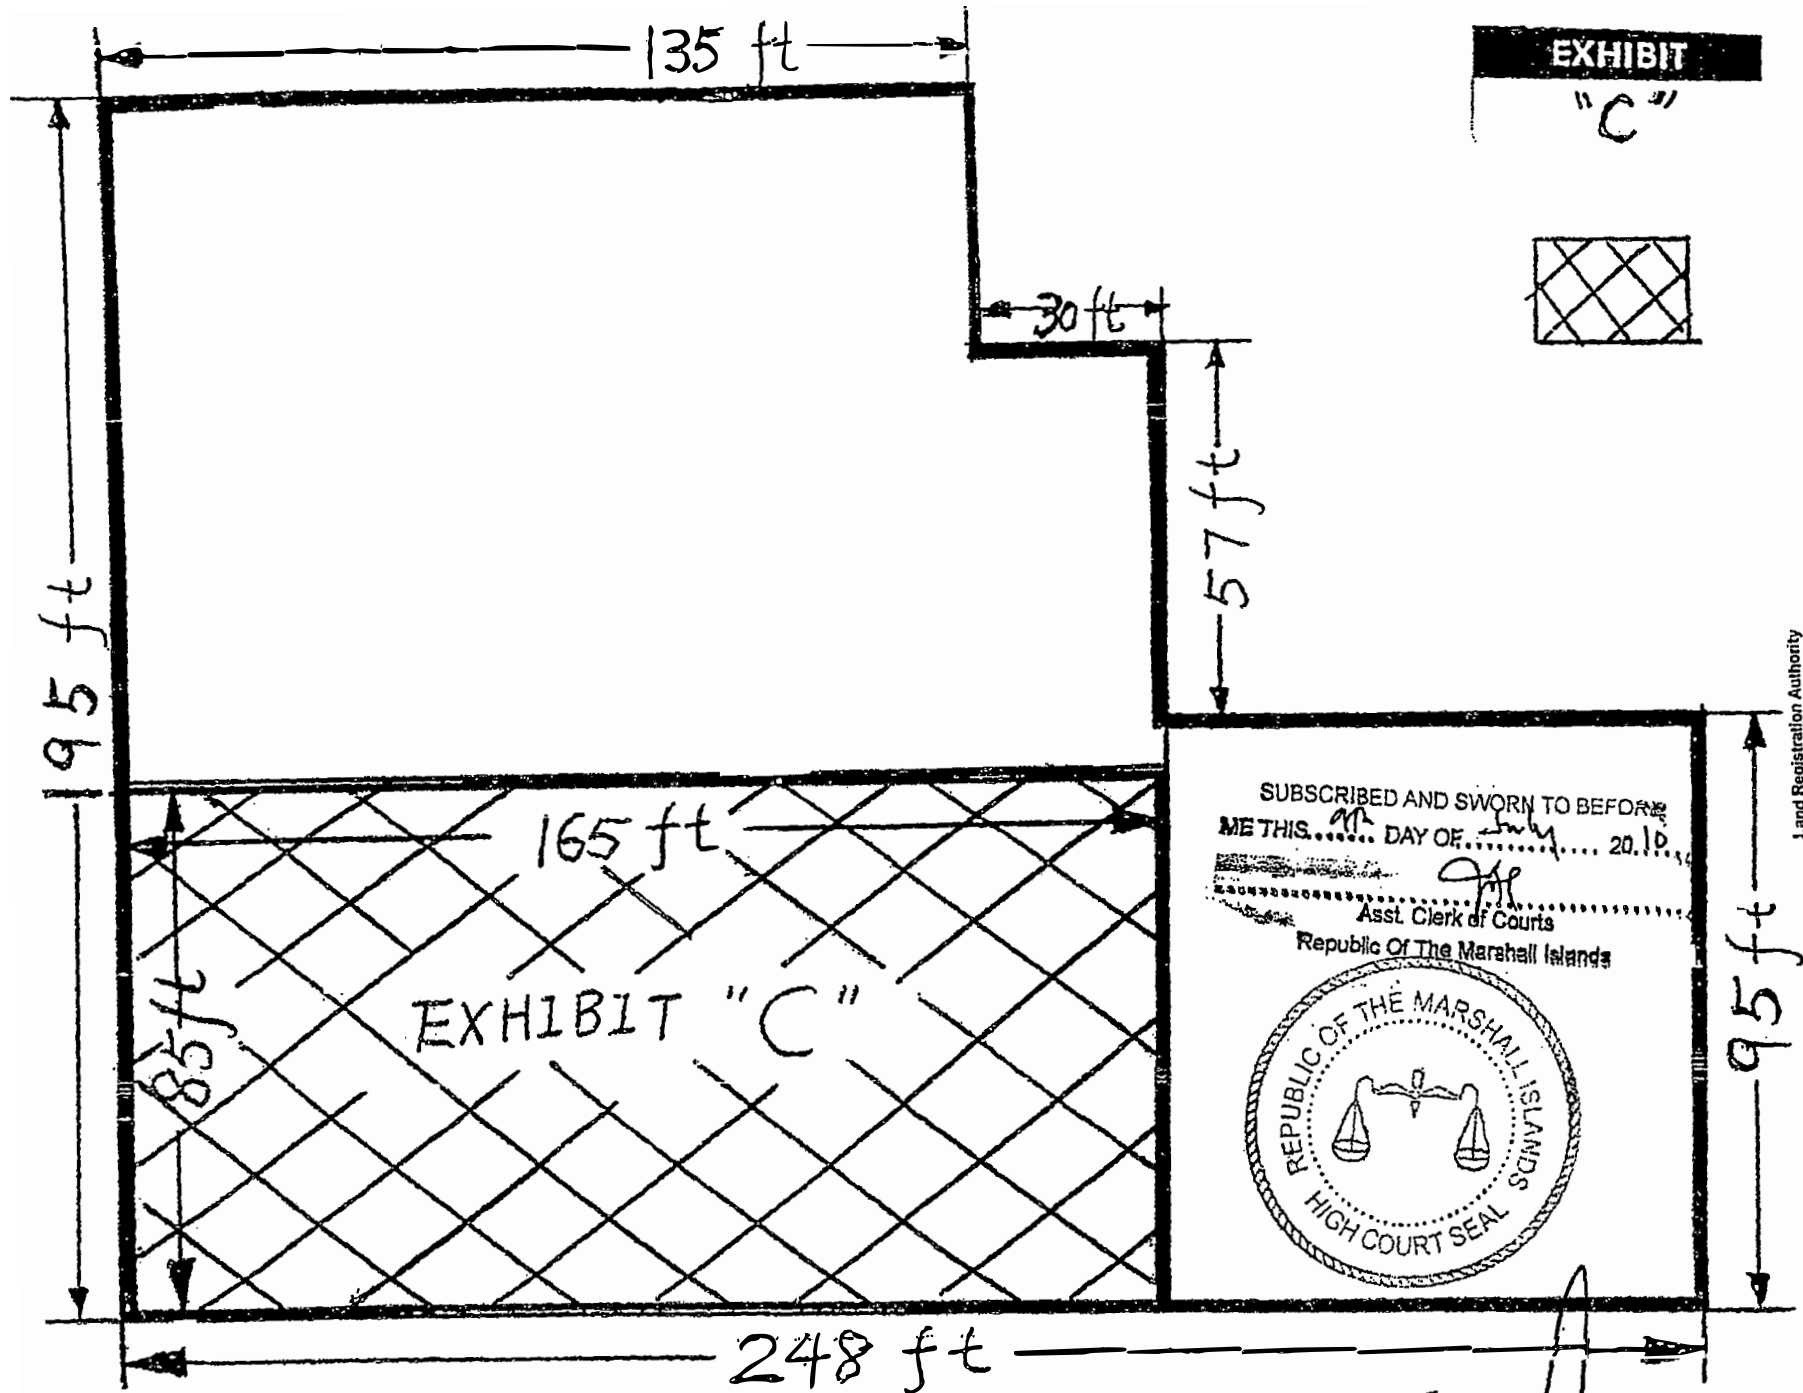 135 ft
EXHIBIT
"C"
30 ft
57 ft
95 ft
Land Registration Authority
165 ft
SUBSCRIBED AND SWORN TO BEFORE
ME THIS...9th... DAY OF...July... 20.10
Asst. Clerk of Courts
Republic Of The Marshall Islands
85 ft
95 ft
EXHIBIT "C"
REPUBLIC OF THE MARSHALL ISLANDS
HIGH COURT SEAL
248 ft